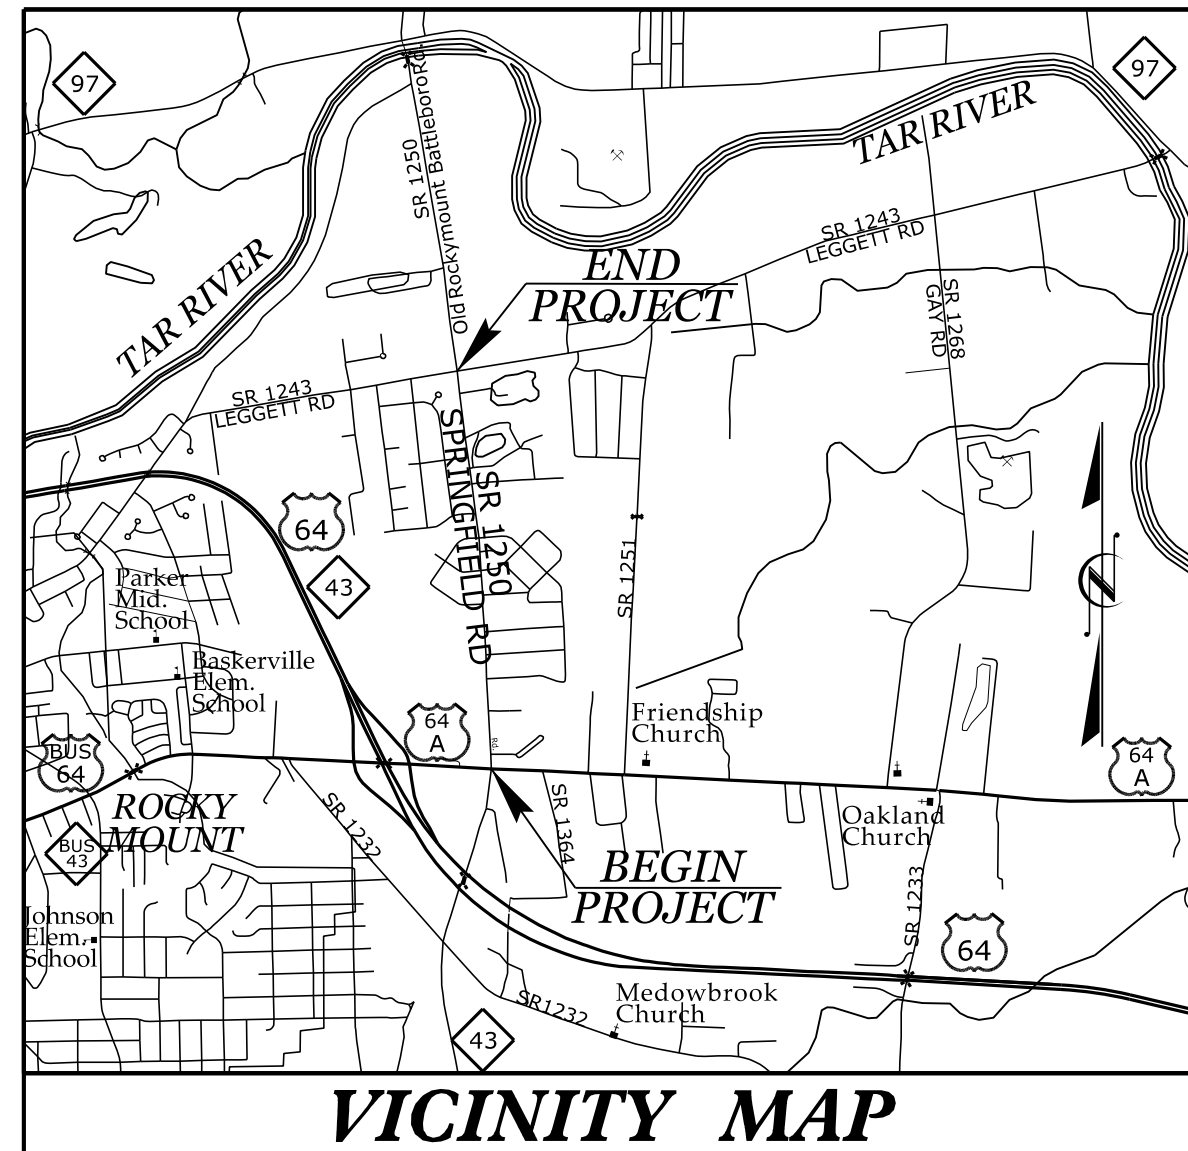 97
97
SR 1250
Old Rockymount Battleboro Rd.
TAR RIVER
TAR RIVER
SR 1243
LEGGETT RD
END
PROJECT
SR 1268
GAY RD
SR 1243
LEGGETT RD
SPRINGFIELD RD
SR 1250
64
43
SR 1251
N
Parker
Mid.
School
Baskerville
Elem.
School
64
A
Friendship
Church
Rd.
BUS
64
64
A
ROCKY
MOUNT
SR 1232
SR 1364
Oakland
Church
BUS
43
BEGIN
PROJECT
SR 1233
Johnson
Elem.
School
64
SR1232
Medowbrook
Church
43
VICINITY MAP